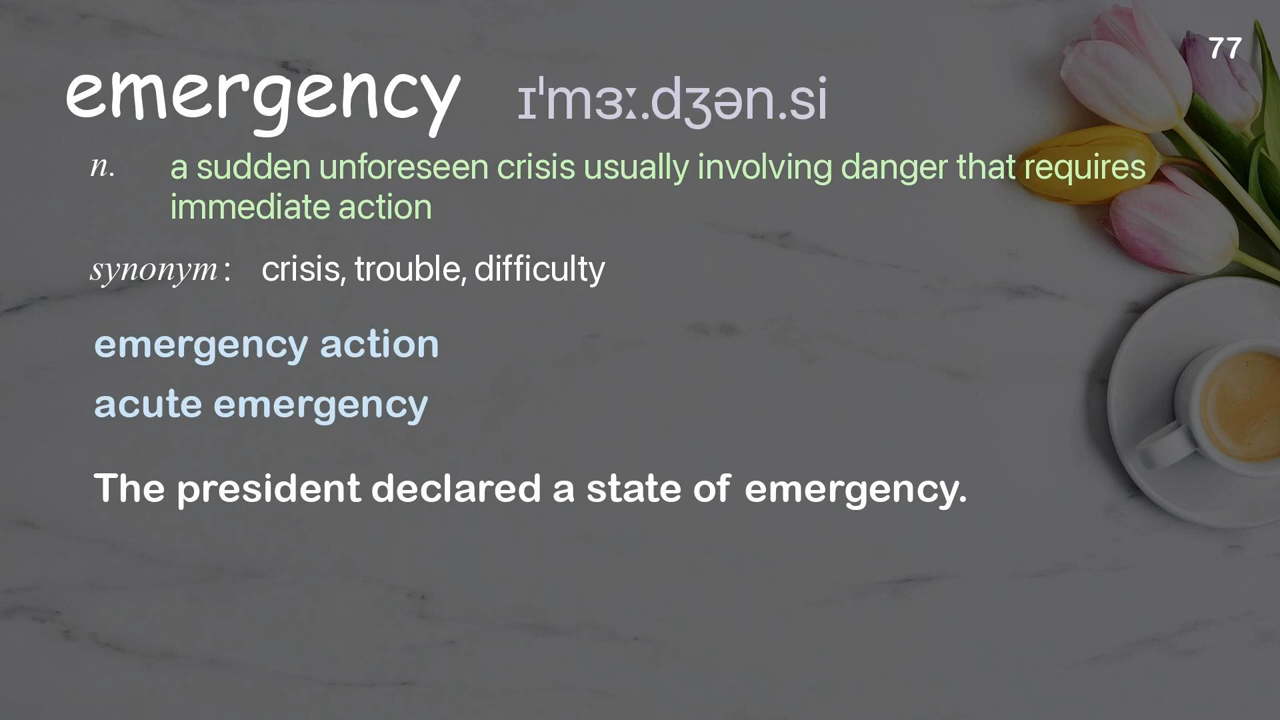 77
emergency ɪˈmɜː.dʒən.si
n. a sudden unforeseen crisis usually involving danger that requires
immediate action
synonym: crisis, trouble, difficulty
emergency action
acute emergency
The president declared a state of emergency.